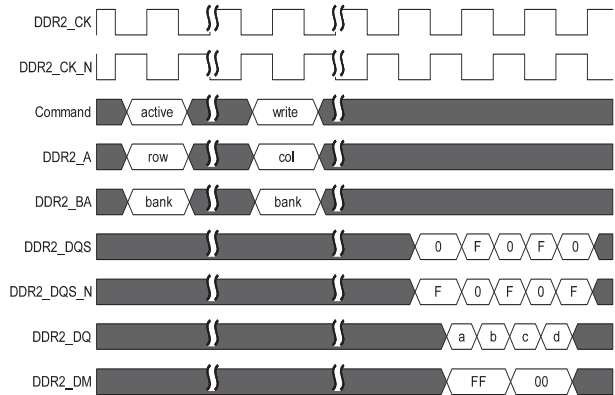 DDR2_CK
DDR2_CK_N
Command active write
DDR2_A row col
DDR2_BA bank bank
DDR2_DQS 0 F 0 F 0
DDR2_DQS_N F 0 F 0 F
DDR2_DQ a b c d
DDR2_DM FF 00